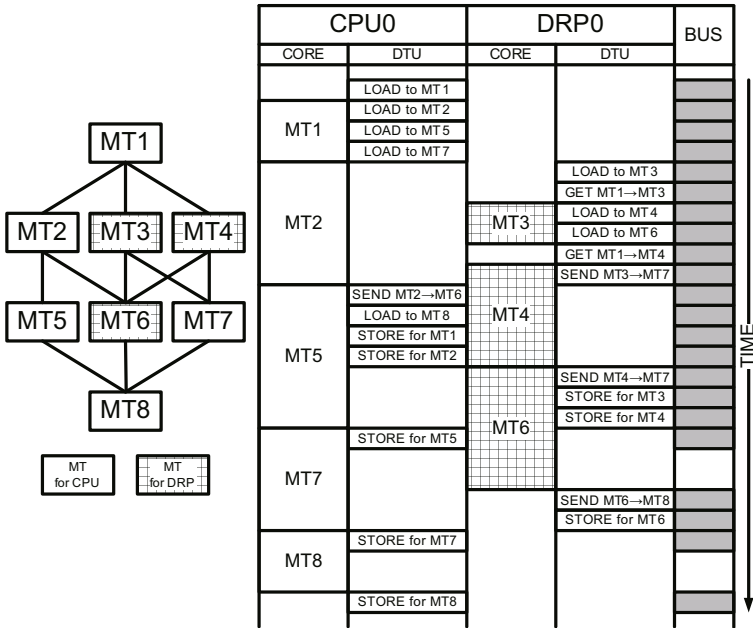 CPU0 DRP0 BUS
CORE DTU CORE DTU
LOAD to MT1
LOAD to MT2
MT1 LOAD to MT5
LOAD to MT7
LOAD to MT3
GET MT1→MT3
MT2 MT3 LOAD to MT4
LOAD to MT6
GET MT1→MT4
SEND MT3→MT7
SEND MT2→MT6
LOAD to MT8 MT4
MT5 STORE for MT1
STORE for MT2
SEND MT4→MT7
STORE for MT3
MT6 STORE for MT4
STORE for MT5
MT7
SEND MT6→MT8
STORE for MT6
STORE for MT7
MT8
STORE for MT8
TIME
MT1
MT2 MT3 MT4
MT5 MT6 MT7
MT8
MT MT
for CPU for DRP